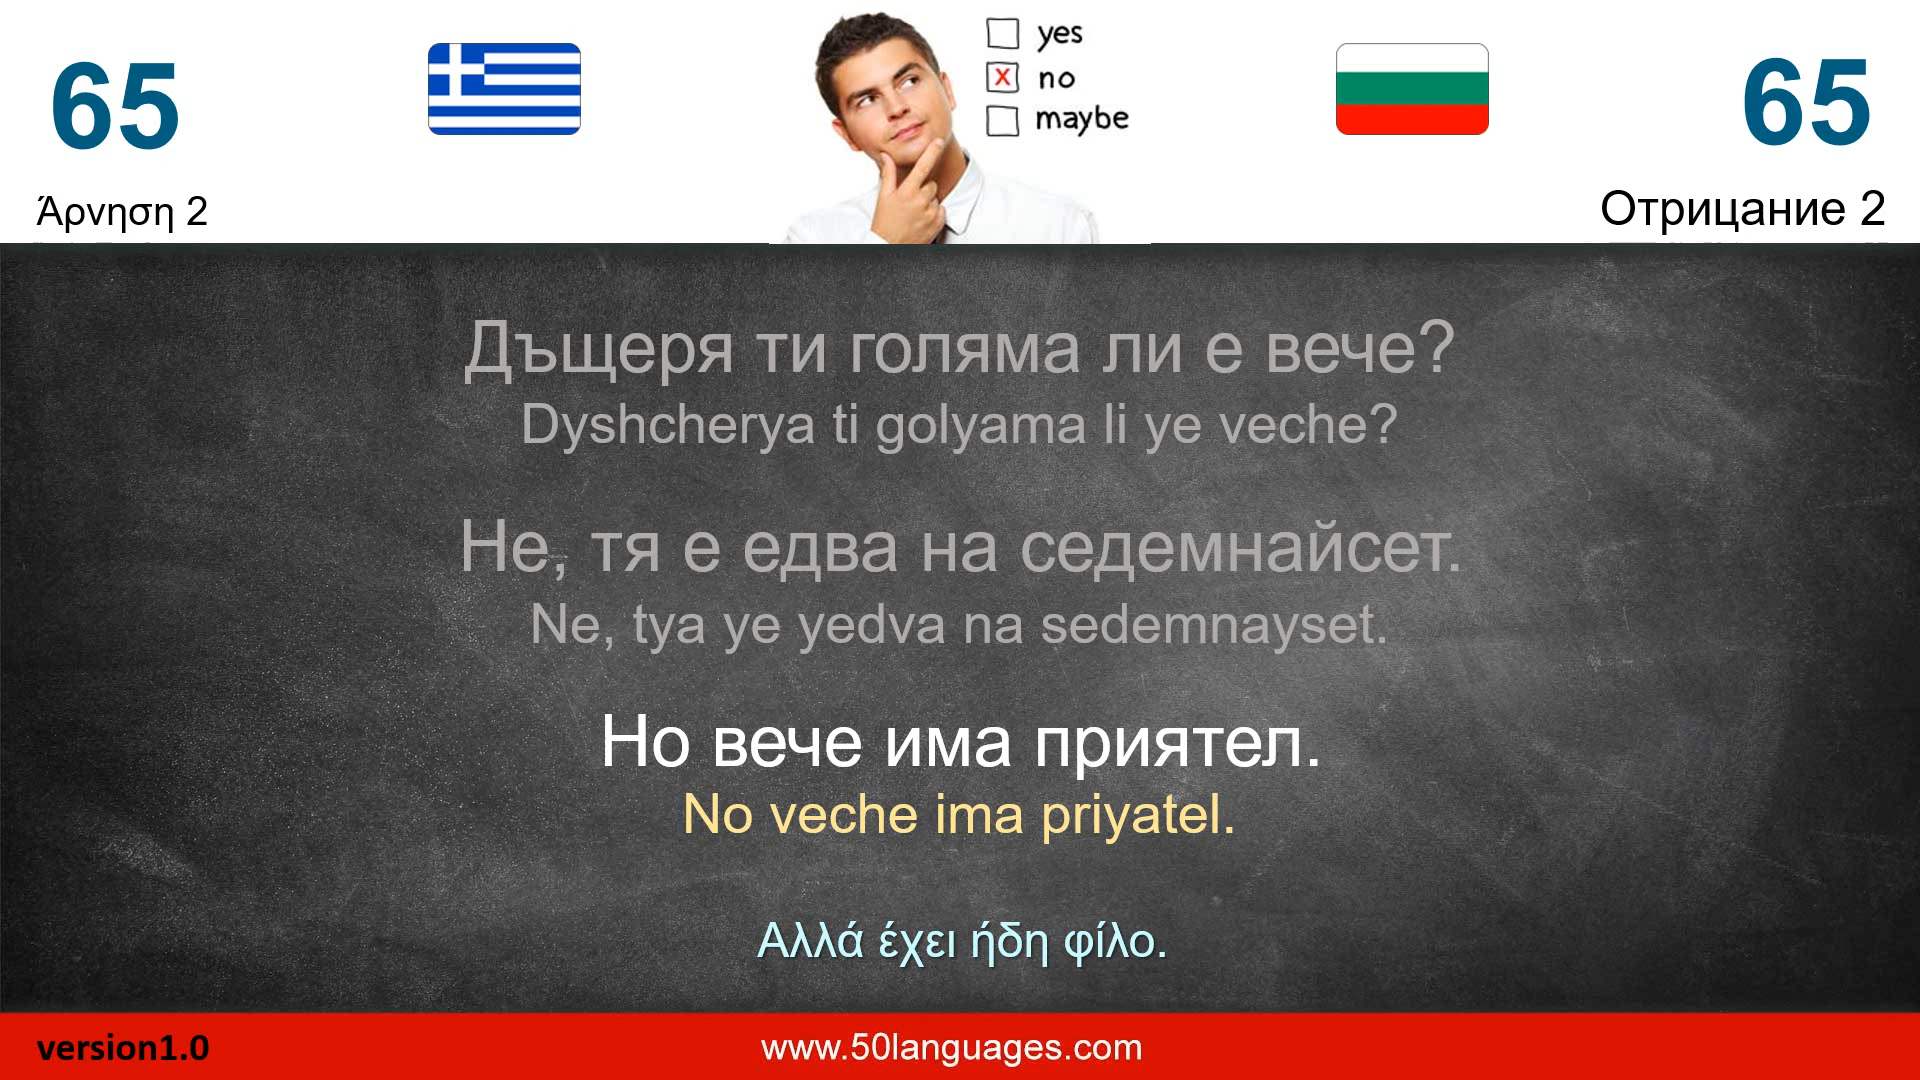 65
yes
no
maybe
65
Άρνηση 2
Отрицание 2
Дъщеря ти голяма ли е вече?
Dyshcherya ti golyama li ye veche?
Не, тя е едва на седемнайсет.
Ne, tya ye yedva na sedemnayset.
Но вече има приятел.
No veche ima priyatel.
Αλλά έχει ήδη φίλο.
version1.0
www.50languages.com